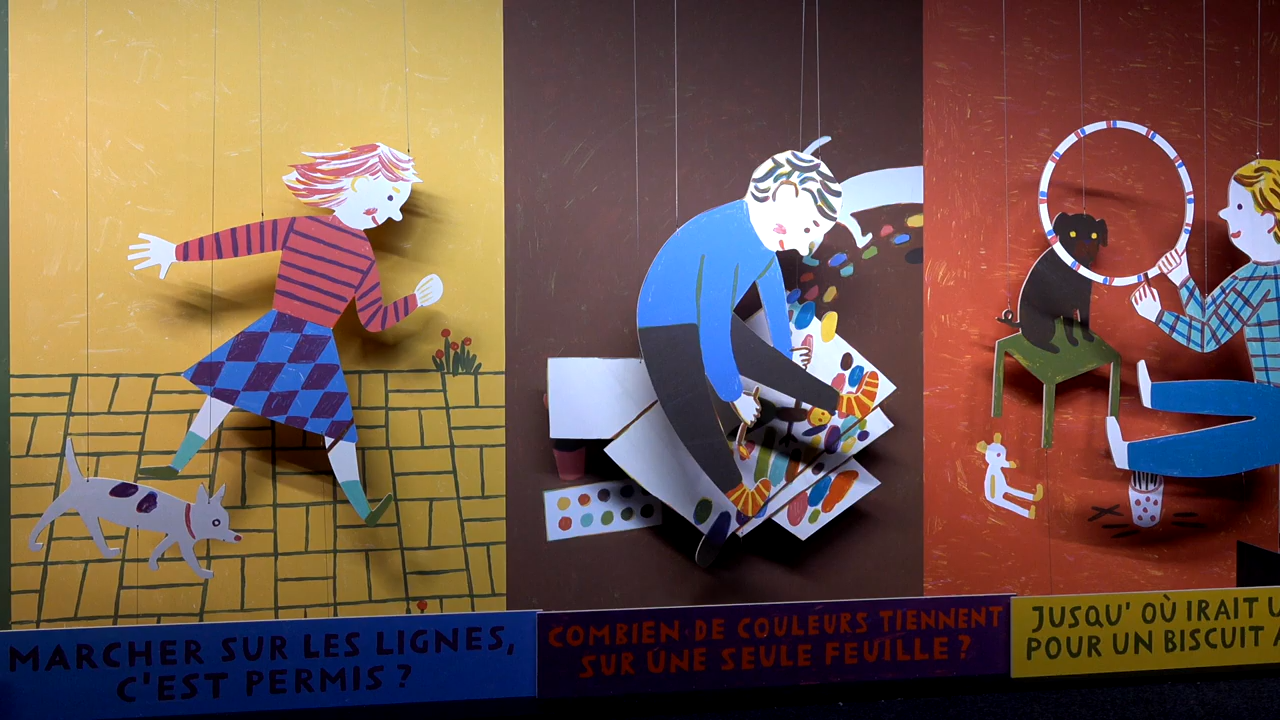 MARCHER SUR LES LIGNES,
C'EST PERMIS ?
COMBIEN DE COULEURS TIENNENT
SUR UNE SEULE FEUILLE ?
JUSQU' OÙ IRAIT
POUR UN BISCUIT